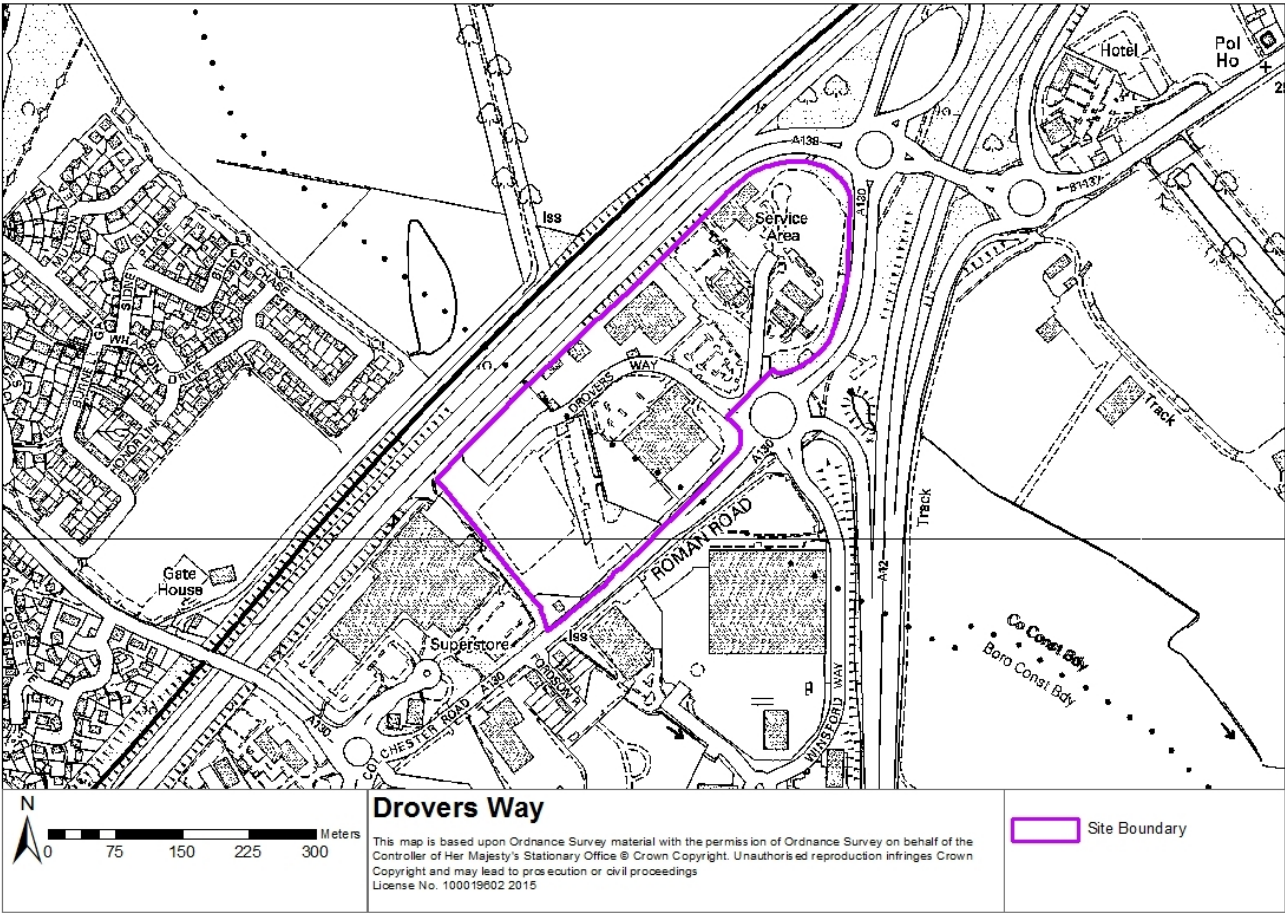 Hotel
Pol
Ho
A138
B1137
Iss
Service
Area
A130
DROVERS
WAY
A130
ROMAN ROAD
Track
Track
A12
Gate
House
WHARTON
DRIVE
Superstore
Iss
A130
COLCHESTER ROAD
A130
WINSFORD WAY
Co Const Bdy
Boro Const Bdy
N
Meters
0 75 150 225 300
Drovers Way
This map is based upon Ordnance Survey material with the permission of Ordnance Survey on behalf of the
Controller of Her Majesty's Stationary Office © Crown Copyright. Unauthorised reproduction infringes Crown
Copyright and may lead to prosecution or civil proceedings
License No. 100019602 2015
Site Boundary